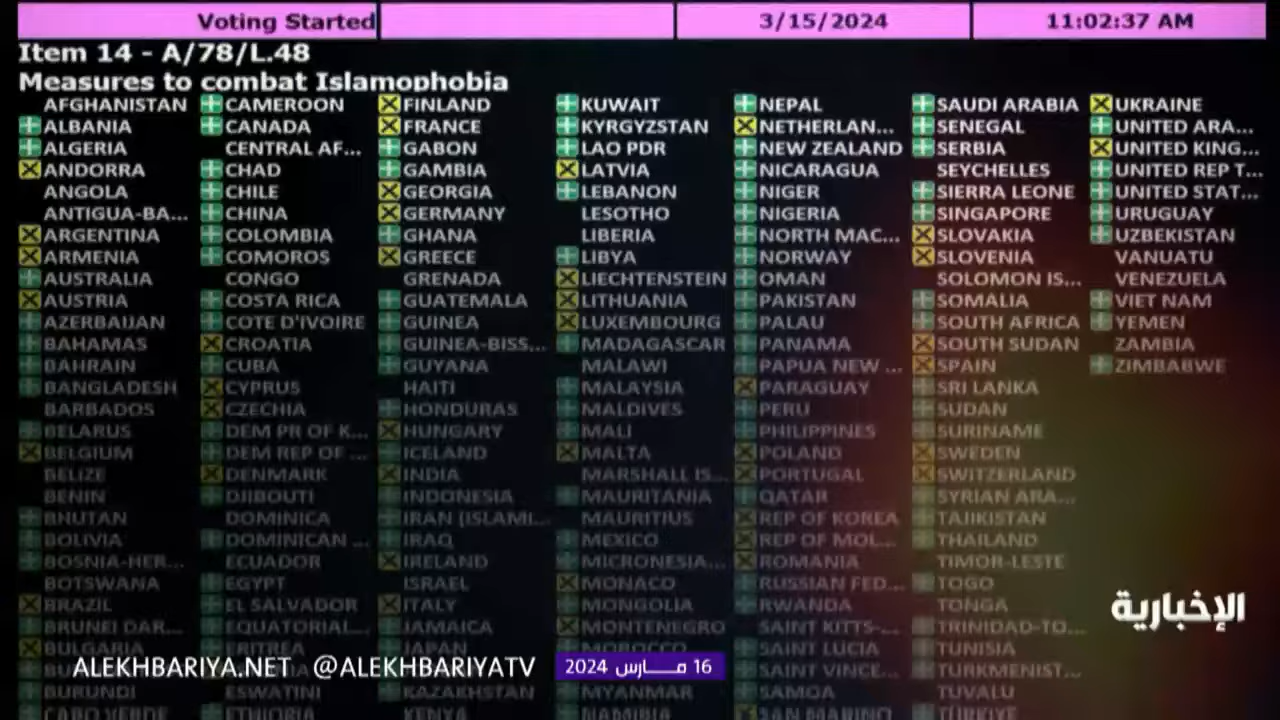 Voting Started 3/15/2024 11:02:37 AM
Item 14 - A/78/L.48
Measures to combat Islamophobia
AFGHANISTAN CAMEROON FINLAND KUWAIT NEPAL SAUDI ARABIA UKRAINE
ALBANIA CANADA FRANCE KYRGYZSTAN NETHERLAN... SENEGAL UNITED ARA...
ALGERIA CENTRAL AF... GABON LAO PDR NEW ZEALAND SERBIA UNITED KING...
ANDORRA CHAD GAMBIA LATVIA NICARAGUA SEYCHELLES UNITED REP T...
ANGOLA CHILE GEORGIA LEBANON NIGER SIERRA LEONE UNITED STAT...
ANTIGUA-BA... CHINA GERMANY LESOTHO NIGERIA SINGAPORE URUGUAY
ARGENTINA COLOMBIA GHANA LIBERIA NORTH MAC... SLOVAKIA UZBEKISTAN
ARMENIA COMOROS GREECE LIBYA NORWAY SLOVENIA VANUATU
AUSTRALIA CONGO GRENADA LIECHTENSTEIN OMAN SOLOMON IS... VENEZUELA
AUSTRIA COSTA RICA GUATEMALA LITHUANIA PAKISTAN SOMALIA VIET NAM
AZERBAIJAN COTE D'IVOIRE GUINEA LUXEMBOURG PALAU SOUTH AFRICA YEMEN
BAHAMAS CROATIA GUINEA-BISS... MADAGASCAR PANAMA SOUTH SUDAN ZAMBIA
BAHRAIN CUBA GUYANA MALAWI PAPUA NEW ... SPAIN ZIMBABWE
BANGLADESH CYPRUS HAITI MALAYSIA PARAGUAY SRI LANKA
BARBADOS CZECHIA HONDURAS MALDIVES PERU SUDAN
BELARUS DEM PR OF K... HUNGARY MALI PHILIPPINES SURINAME
BELGIUM DEM REP OF ... ICELAND MALTA POLAND SWEDEN
BELIZE DENMARK INDIA MARSHALL IS... PORTUGAL SWITZERLAND
BENIN DJIBOUTI INDONESIA MAURITANIA QATAR SYRIAN ARA...
BHUTAN DOMINICA IRAN (ISLAMI... MAURITIUS REP OF KOREA TAJIKISTAN
BOLIVIA DOMINICAN ... IRAQ MEXICO REP OF MOL... THAILAND
BOSNIA-HER... ECUADOR IRELAND MICRONESIA... ROMANIA TIMOR-LESTE
BOTSWANA EGYPT ISRAEL MONACO RUSSIAN FED... TOGO
BRAZIL EL SALVADOR ITALY MONGOLIA RWANDA TONGA
الإخبارية
BRUNEI DAR... EQUATORIAL... JAMAICA MONTENEGRO SAINT KITTS-... TRINIDAD-TO...
BULGARIA ERITREA JAPAN MOROCCO SAINT LUCIA TUNISIA
ALEKHBARIYA.NET @ALEKHBARIYATV 16 مارس 2024
SAINT VINCE... TURKMENIST...
BURUNDI ESWATINI KAZAKHSTAN MYANMAR SAMOA TUVALU
CABO VERDE ETHIOPIA KENYA NAMIBIA SAN MARINO TÜRKIYE